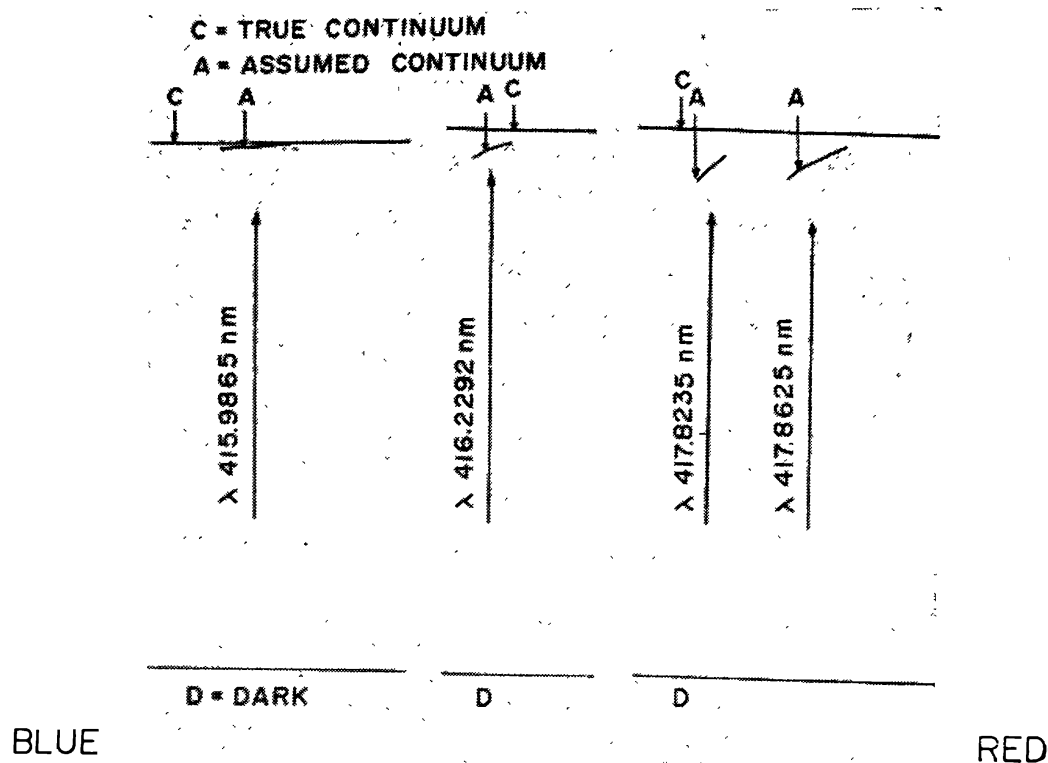 C = TRUE CONTINUUM
A = ASSUMED CONTINUUM
C A A C C A A
λ 415.9865 nm
λ 416.2292 nm
λ 417.8235 nm
λ 417.8625 nm
D = DARK D D
BLUE RED